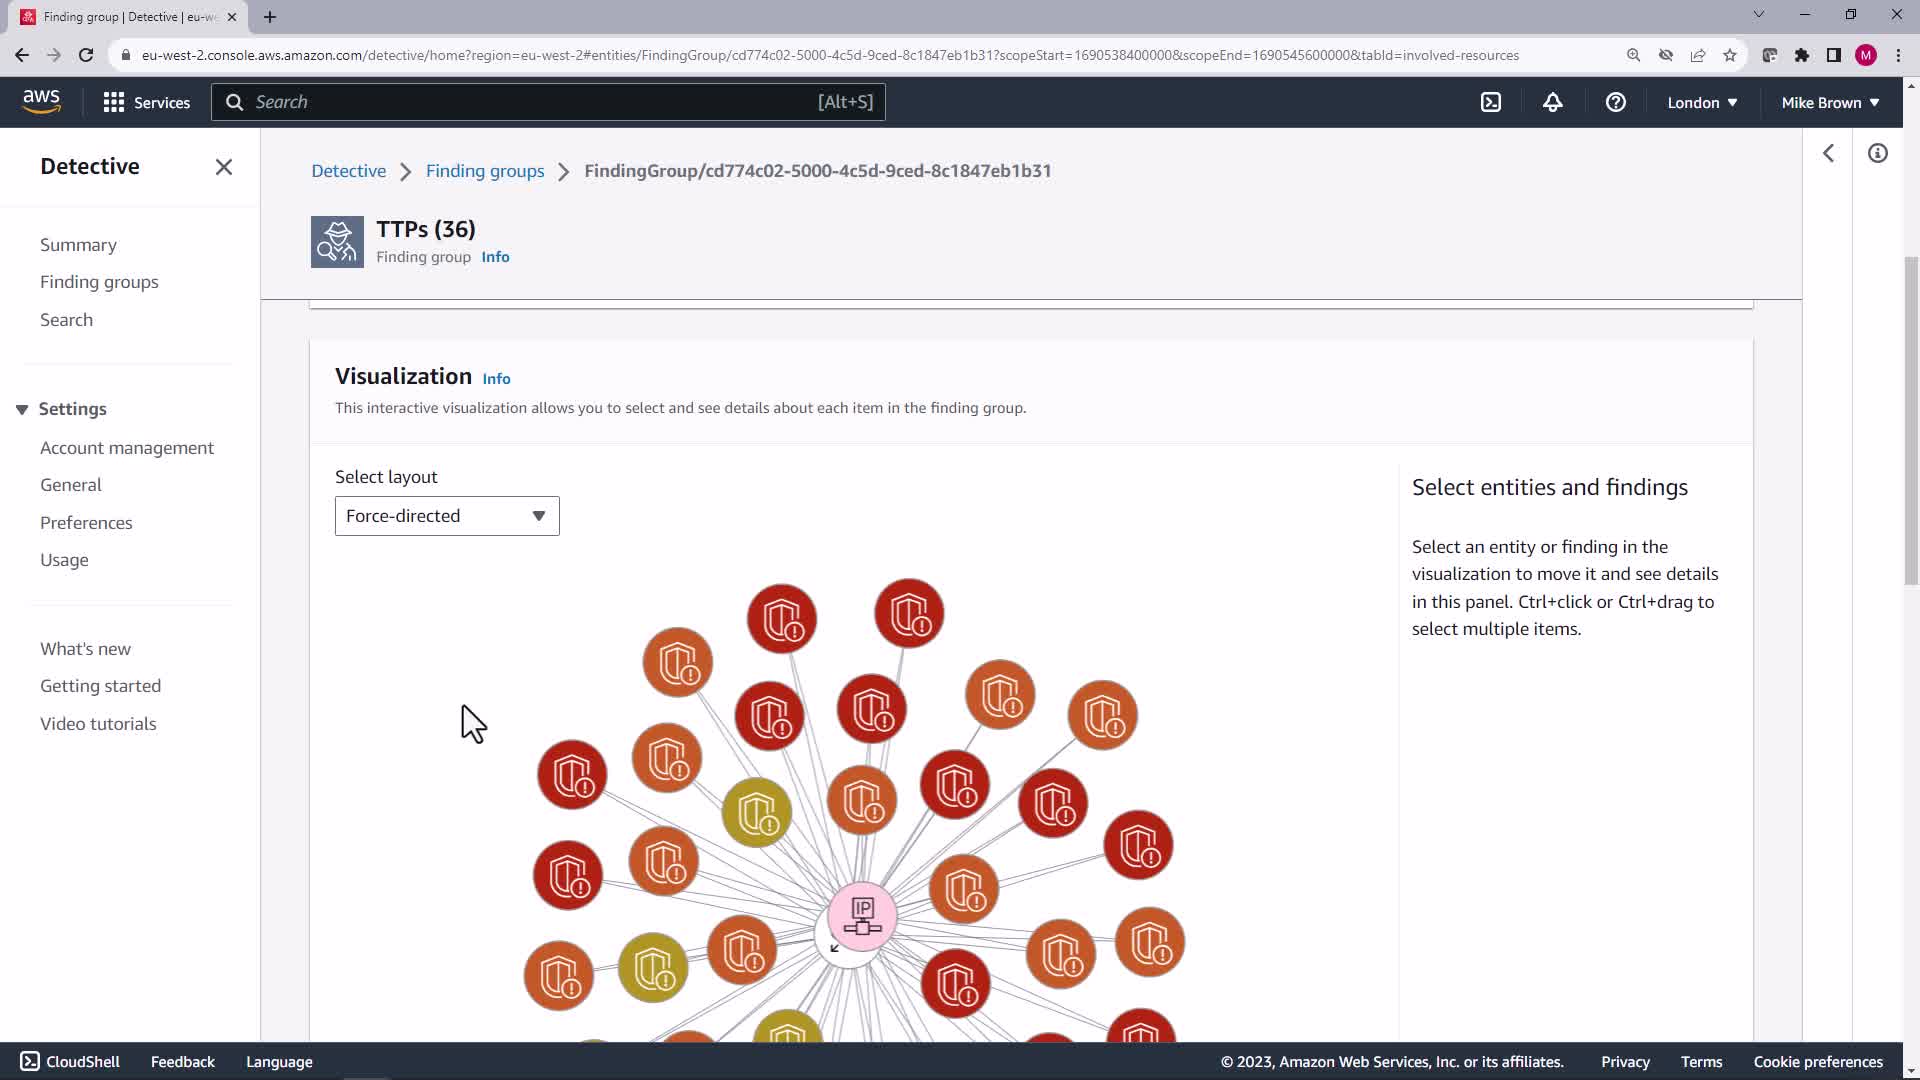 Finding group | Detective | eu-we
eu-west-2.console.aws.amazon.com/detective/home?region=eu-west-2#entities/FindingGroup/cd774c02-5000-4c5d-9ced-8c1847eb1b31?scopeStart=1690538400000&scopeEnd=1690545600000&tabId=involved-resources
M
aws
Services
Search
[Alt+S]
London
Mike Brown
Detective
Summary
Finding groups
Search
Settings
Account management
General
Preferences
Usage
What's new
Getting started
Video tutorials
Detective
Finding groups
FindingGroup/cd774c02-5000-4c5d-9ced-8c1847eb1b31
TTPs (36)
Finding group Info
Visualization Info
This interactive visualization allows you to select and see details about each item in the finding group.
Select layout
Force-directed
IP
Select entities and findings
Select an entity or finding in the
visualization to move it and see details
in this panel. Ctrl+click or Ctrl+drag to
select multiple items.
CloudShell
Feedback
Language
© 2023, Amazon Web Services, Inc. or its affiliates.
Privacy
Terms
Cookie preferences